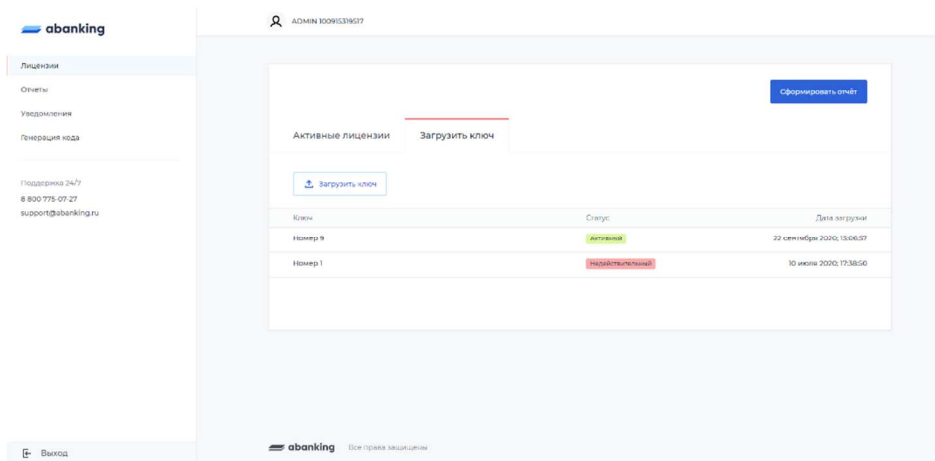 abanking
ADMIN 100915319517
Лицензии
Отчеты
Уведомления
Генерация кода
Поддержка 24/7
8 800 775-07-27
support@abanking.ru
Выход
Сформировать отчёт
Активные лицензии Загрузить ключ
Загрузить ключ
Ключ Статус Дата загрузки
Номер 9 Активный 22 сентября 2020; 15:06:57
Номер 1 Недействительный 10 июля 2020; 17:38:50
abanking Все права защищены